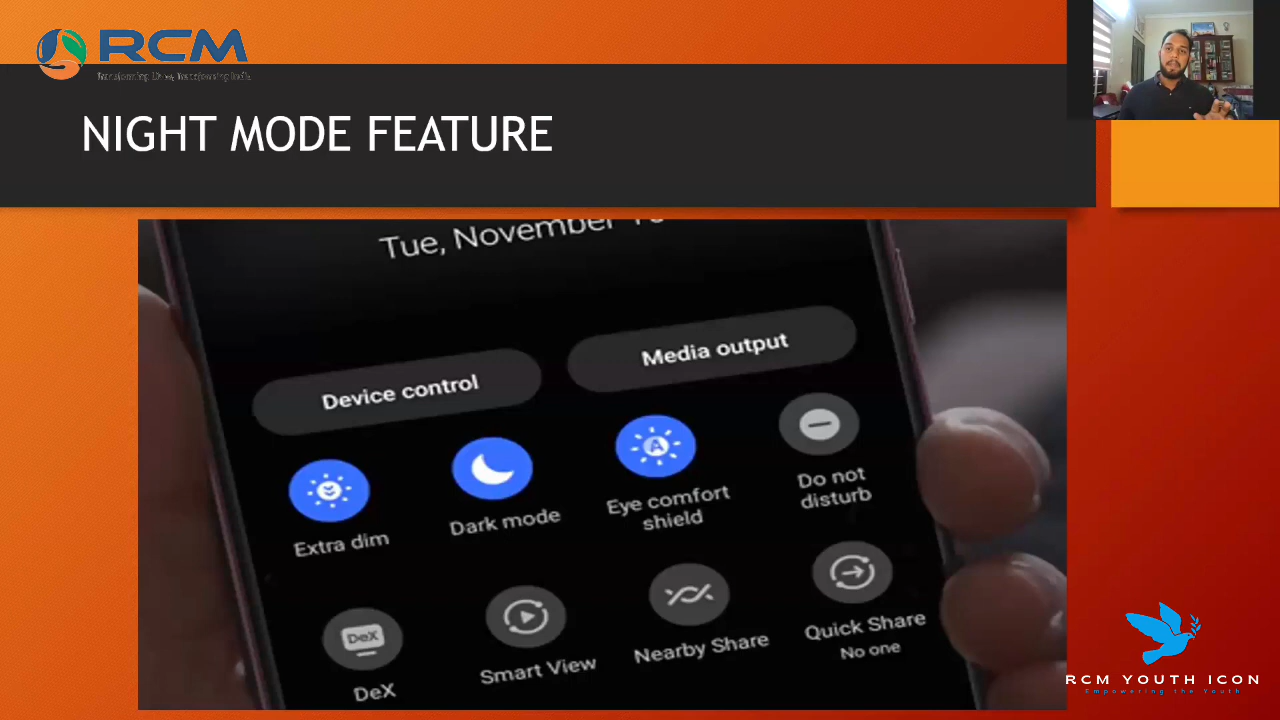 RCM
NIGHT MODE FEATURE
Tue, November
Device control
Media output
Extra dim
Dark mode
A
Eye comfort
shield
Do not
disturb
DeX
DeX
Smart View
Nearby Share
Quick Share
No one
RCM YOUTH ICON
Empowering the Youth